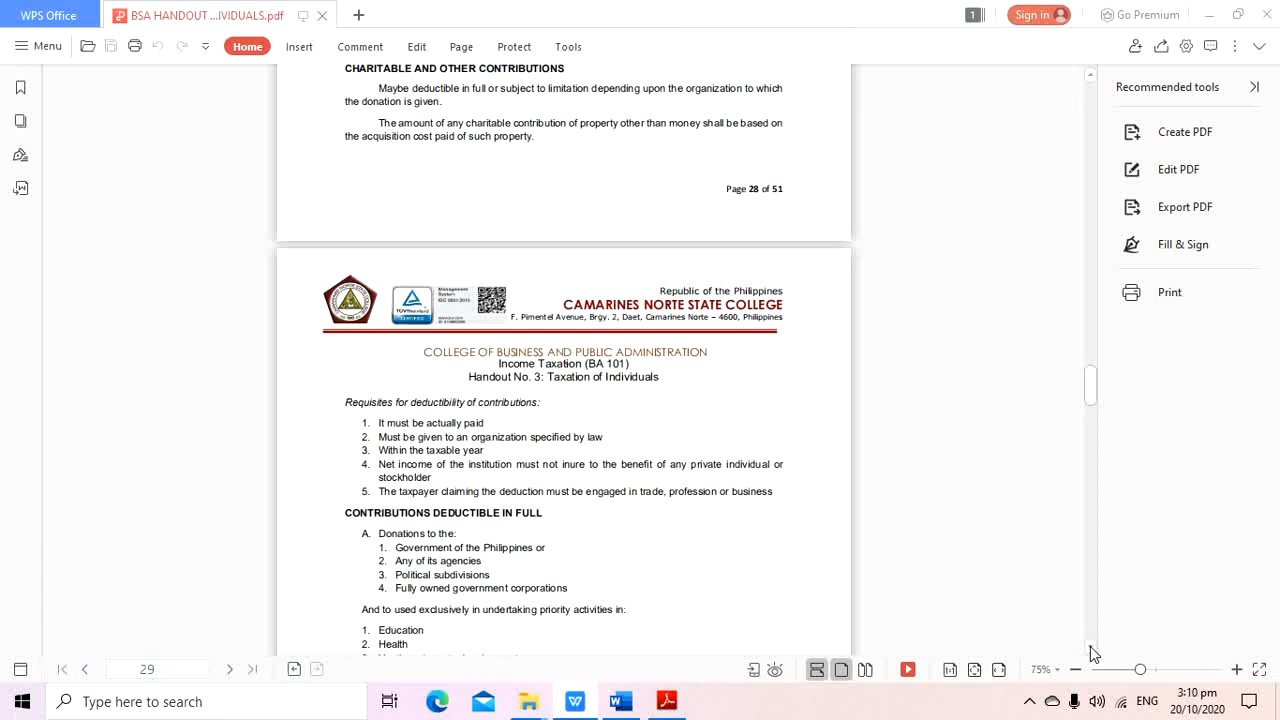 WPS Office
BSA HANDOUT ...IVIDUALS.pdf
1
Sign in
Go Premium
Menu
Home
Insert
Comment
Edit
Page
Protect
Tools
CHARITABLE AND OTHER CONTRIBUTIONS
Maybe deductible in full or subject to limitation depending upon the organization to which
the donation is given.
The amount of any charitable contribution of property other than money shall be based on
the acquisition cost paid of such property.
Page 28 of 51
Recommended tools
Create PDF
Edit PDF
Export PDF
Fill & Sign
Print
Management
System
ISO 9001:2015
CERTIFIED
Republic of the Philippines
CAMARINES NORTE STATE COLLEGE
F. Pimentel Avenue, Brgy. 2, Daet, Camarines Norte – 4600, Philippines
COLLEGE OF BUSINESS AND PUBLIC ADMINISTRATION
Income Taxation (BA 101)
Handout No. 3: Taxation of Individuals
Requisites for deductibility of contributions:
1. It must be actually paid
2. Must be given to an organization specified by law
3. Within the taxable year
4. Net income of the institution must not inure to the benefit of any private individual or
stockholder
5. The taxpayer claiming the deduction must be engaged in trade, profession or business
CONTRIBUTIONS DEDUCTIBLE IN FULL
A. Donations to the:
1. Government of the Philippines or
2. Any of its agencies
3. Political subdivisions
4. Fully owned government corporations
And to used exclusively in undertaking priority activities in:
1. Education
2. Health
29
75%
Type here to search
ENG
3:10 pm
20/10/2020